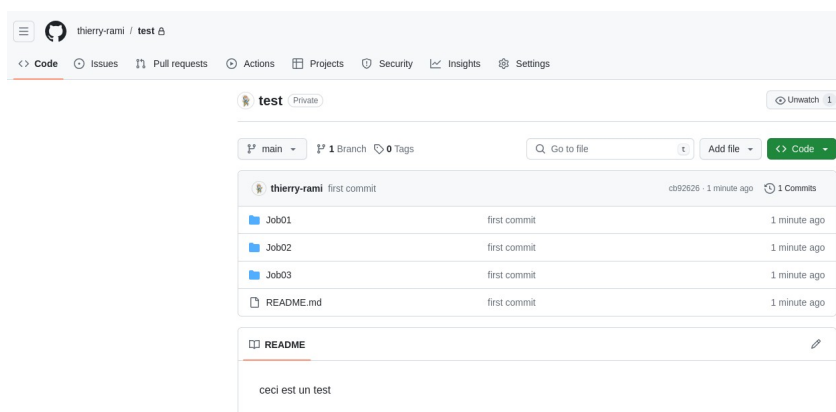 thierry-rami / test
Code Issues Pull requests Actions Projects Security Insights Settings
test Private Unwatch 1
main 1 Branch 0 Tags Go to file t Add file Code
thierry-rami first commit cb92626 · 1 minute ago 1 Commits
Job01 first commit 1 minute ago
Job02 first commit 1 minute ago
Job03 first commit 1 minute ago
README.md first commit 1 minute ago
README
ceci est un test